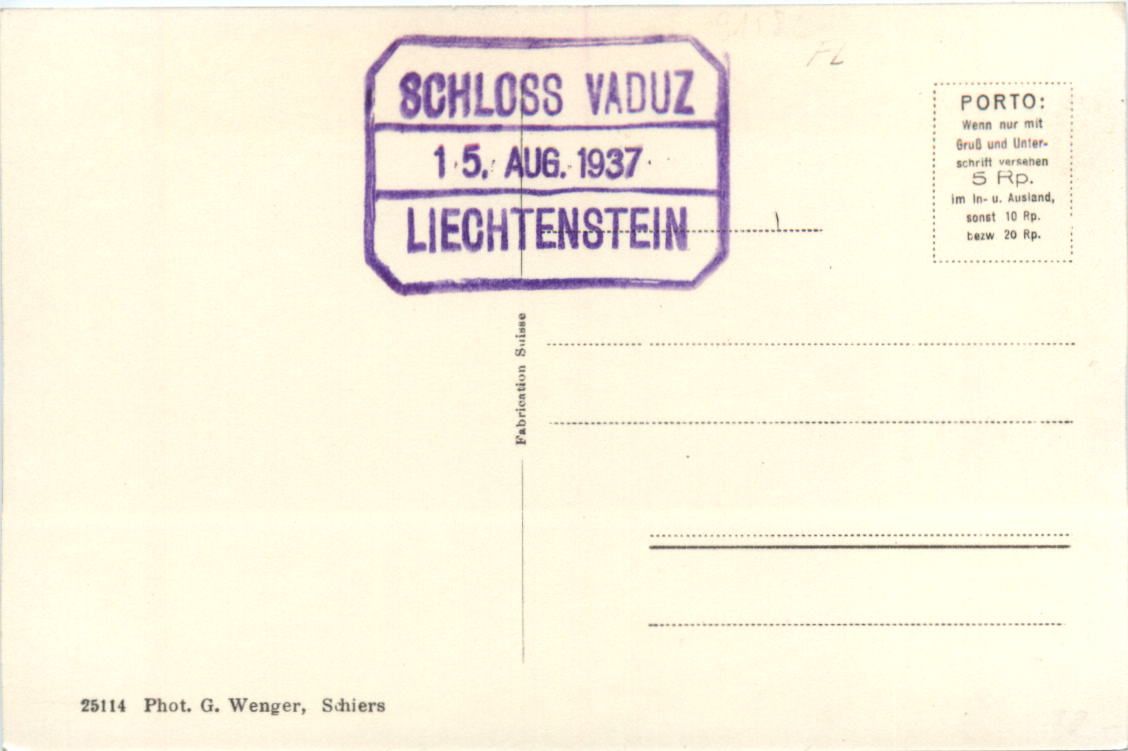 FL
SCHLOSS VADUZ
15. AUG. 1937
LIECHTENSTEIN
PORTO:
Wenn nur mit
Gruß und Unter-
schrift versehen
5 Rp.
im In- u. Ausland,
sonst 10 Rp.
bezw 20 Rp.
Fabrication Suisse
25114 Phot. G. Wenger, Schiers